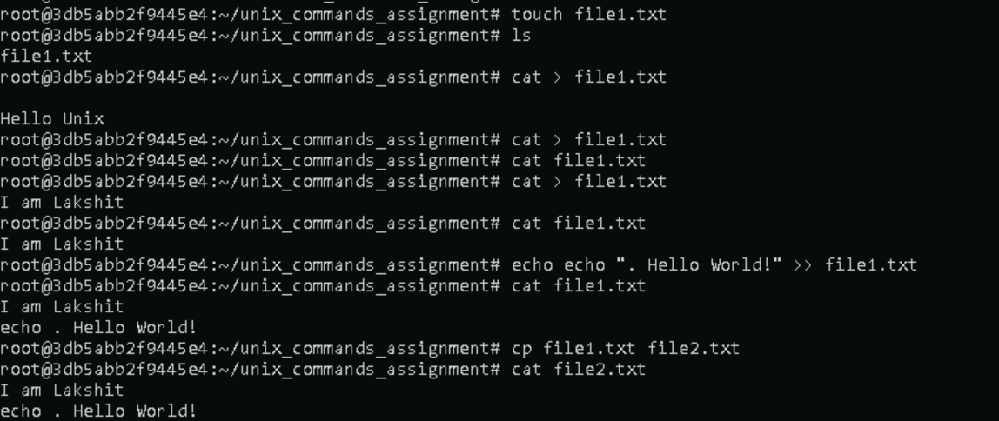 root@3db5abb2f9445e4:~/unix_commands_assignment# touch file1.txt
root@3db5abb2f9445e4:~/unix_commands_assignment# ls
file1.txt
root@3db5abb2f9445e4:~/unix_commands_assignment# cat > file1.txt
Hello Unix
root@3db5abb2f9445e4:~/unix_commands_assignment# cat > file1.txt
root@3db5abb2f9445e4:~/unix_commands_assignment# cat file1.txt
root@3db5abb2f9445e4:~/unix_commands_assignment# cat > file1.txt
I am Lakshit
root@3db5abb2f9445e4:~/unix_commands_assignment# cat file1.txt
I am Lakshit
root@3db5abb2f9445e4:~/unix_commands_assignment# echo echo ". Hello World!" >> file1.txt
root@3db5abb2f9445e4:~/unix_commands_assignment# cat file1.txt
I am Lakshit
echo . Hello World!
root@3db5abb2f9445e4:~/unix_commands_assignment# cp file1.txt file2.txt
root@3db5abb2f9445e4:~/unix_commands_assignment# cat file2.txt
I am Lakshit
echo . Hello World!